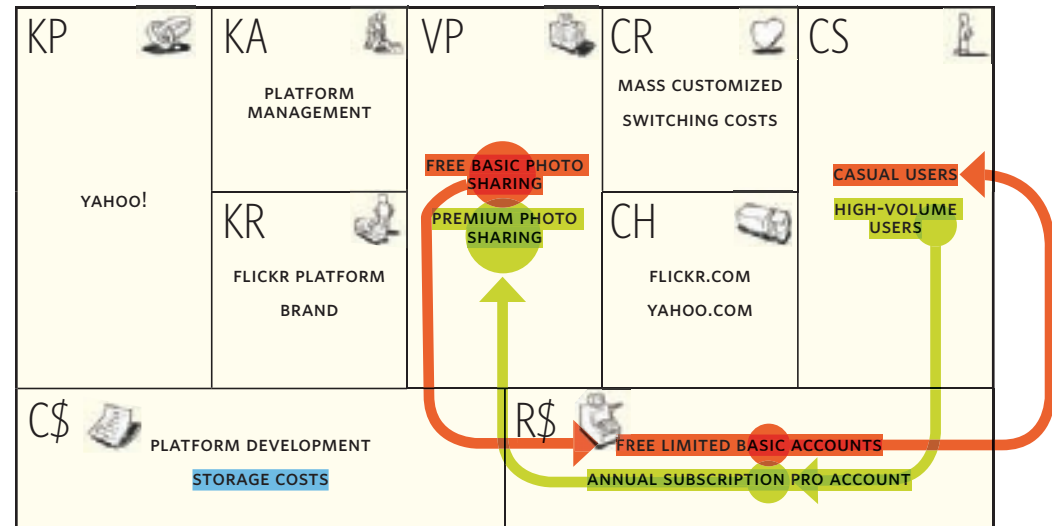 KP
YAHOO!
KA
PLATFORM
MANAGEMENT
KR
FLICKR PLATFORM
BRAND
VP
FREE BASIC PHOTO
SHARING
PREMIUM PHOTO
SHARING
CR
MASS CUSTOMIZED
SWITCHING COSTS
CH
FLICKR.COM
YAHOO.COM
CS
CASUAL USERS
HIGH-VOLUME
USERS
C$
PLATFORM DEVELOPMENT
STORAGE COSTS
R$
FREE LIMITED BASIC ACCOUNTS
ANNUAL SUBSCRIPTION PRO ACCOUNT